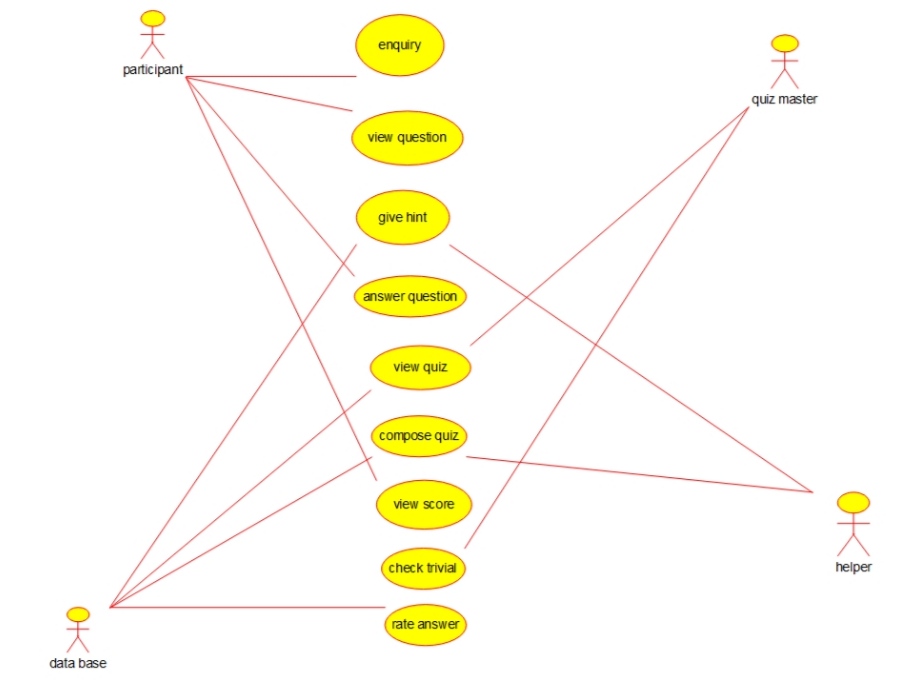 enquiry
participant
quiz master
view question
give hint
answer question
view quiz
compose quiz
view score
check trivial
helper
rate answer
data base